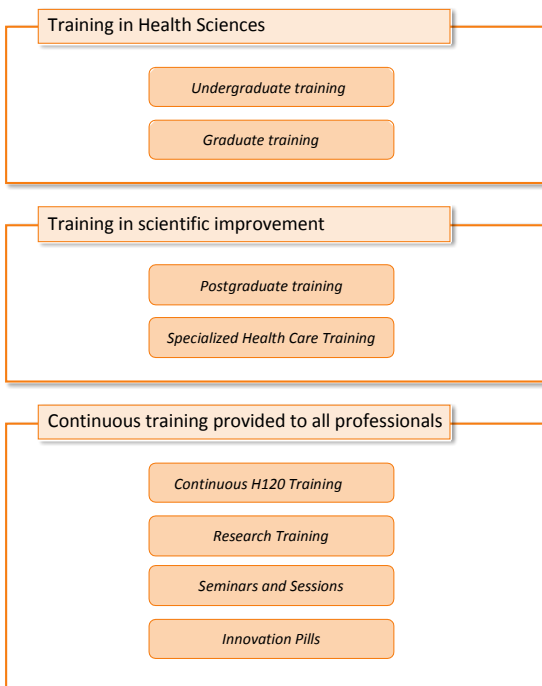 Training in Health Sciences
Undergraduate training
Graduate training
Training in scientific improvement
Postgraduate training
Specialized Health Care Training
Continuous training provided to all professionals
Continuous H120 Training
Research Training
Seminars and Sessions
Innovation Pills